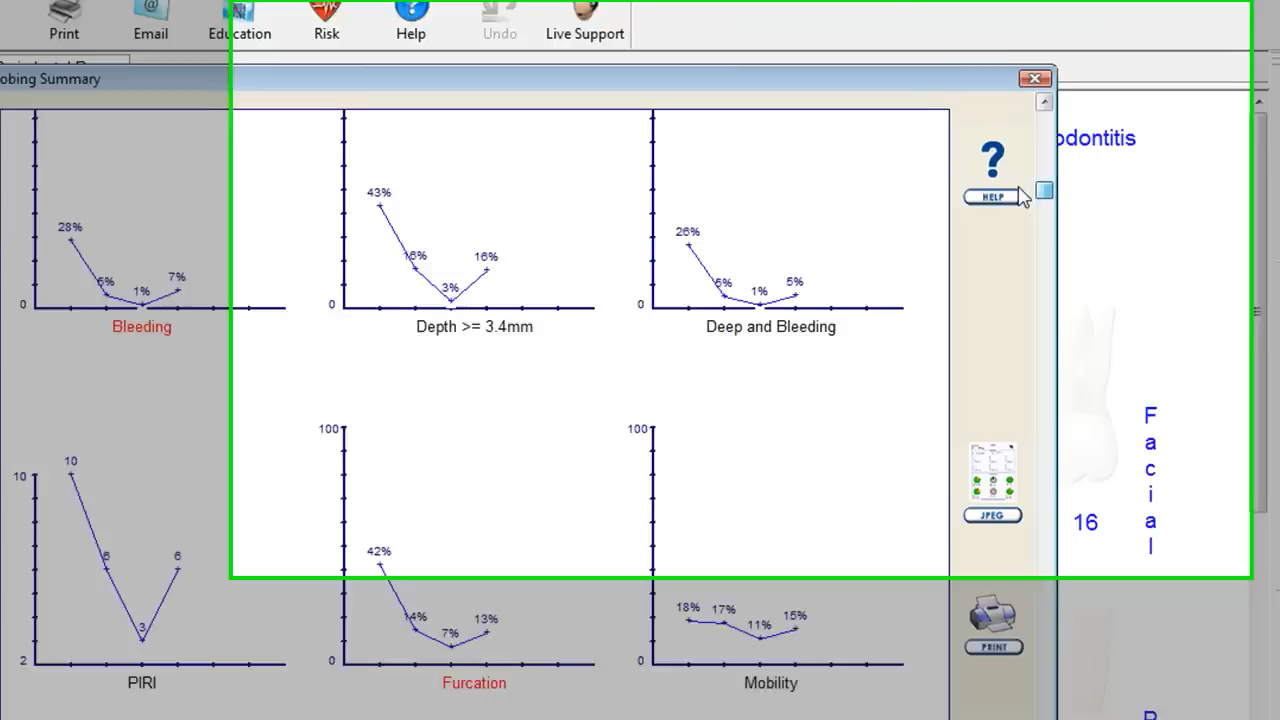 Print
Email
Education
Risk
Help
Undo
Live Support
obing Summary
odontitis
HELP
28%
6%
1%
7%
0
Bleeding
43%
16%
3%
16%
0
Depth >= 3.4mm
26%
5%
1%
5%
0
Deep and Bleeding
F
a
c
i
a
l
16
JPEG
10
10
6
3
6
2
PIRI
100
42%
14%
7%
13%
0
Furcation
100
18%
17%
11%
15%
0
Mobility
PRINT